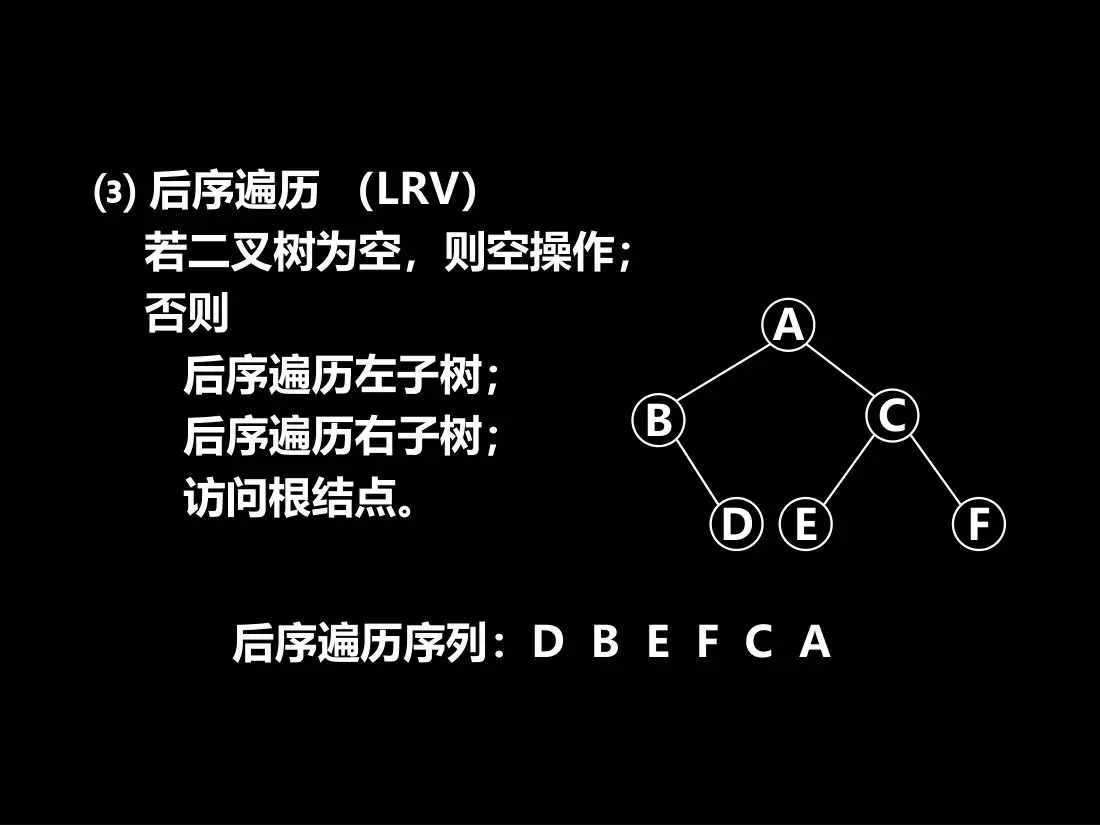 ⑶ 后序遍历 （LRV）
若二叉树为空，则空操作；
否则
后序遍历左子树；
后序遍历右子树；
访问根结点。
A
B
C
D
E
F
后序遍历序列：D B E F C A